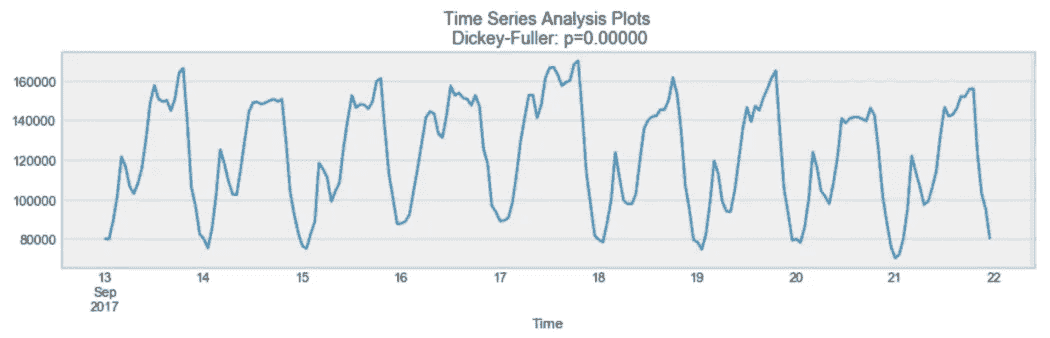 Time Series Analysis Plots
Dickey-Fuller: p=0.00000
160000
140000
120000
100000
80000
13 14 15 16 17 18 19 20 21 22
Sep
2017
Time